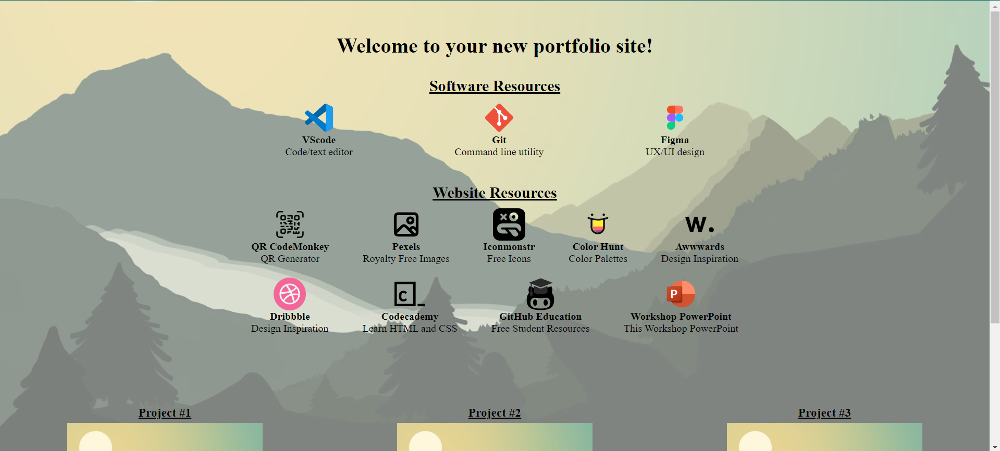 Welcome to your new portfolio site!
Software Resources
VScode
Code/text editor
Git
Command line utility
Figma
UX/UI design
Website Resources
QR CodeMonkey
QR Generator
Pexels
Royalty Free Images
Iconmonstr
Free Icons
Color Hunt
Color Palettes
W.
Awwwards
Design Inspiration
Dribbble
Design Inspiration
c_
Codecademy
Learn HTML and CSS
GitHub Education
Free Student Resources
P
Workshop PowerPoint
This Workshop PowerPoint
Project #1
Project #2
Project #3